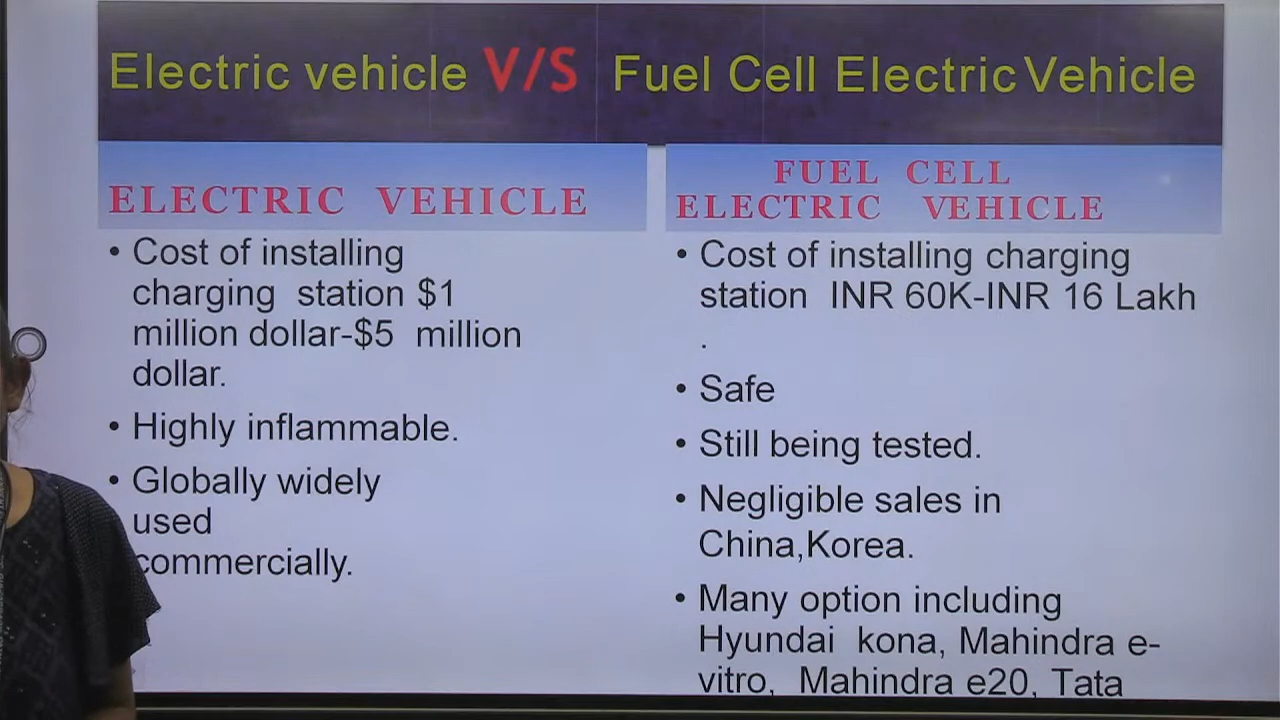 Electric vehicle V/S Fuel Cell Electric Vehicle
ELECTRIC VEHICLE
• Cost of installing
charging station $1
million dollar-$5 million
dollar.
• Highly inflammable.
• Globally widely
used
commercially.
FUEL CELL
ELECTRIC VEHICLE
• Cost of installing charging
station INR 60K-INR 16 Lakh
.
• Safe
• Still being tested.
• Negligible sales in
China,Korea.
• Many option including
Hyundai kona, Mahindra e-
vitro, Mahindra e20, Tata